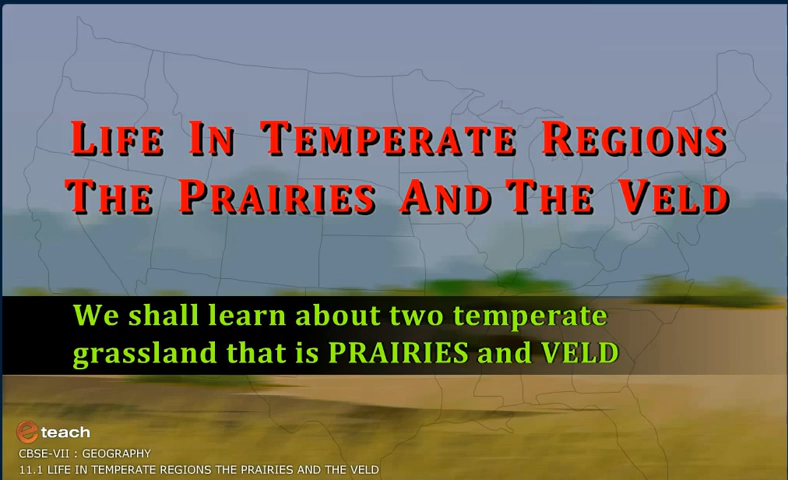 LIFE IN TEMPERATE REGIONS
THE PRAIRIES AND THE VELD
We shall learn about two temperate
grassland that is PRAIRIES and VELD
e teach
CBSE-VII : GEOGRAPHY
11.1 LIFE IN TEMPERATE REGIONS THE PRAIRIES AND THE VELD